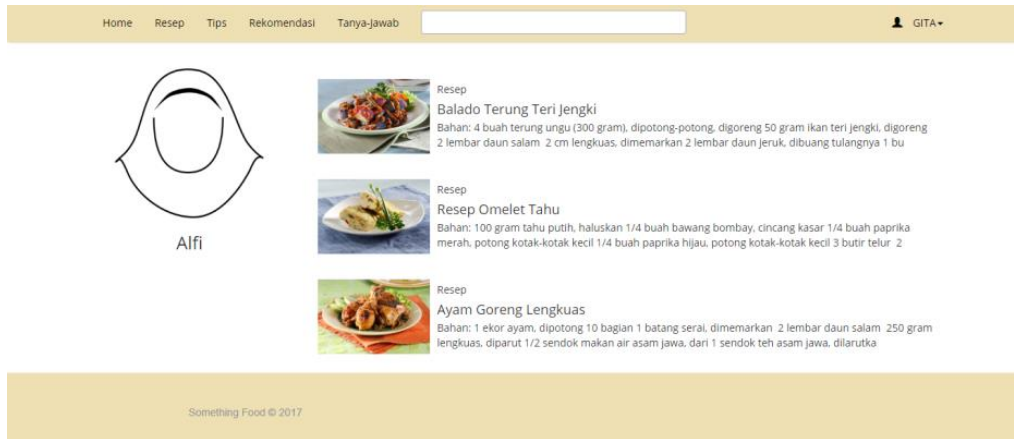 Home Resep Tips Rekomendasi Tanya-Jawab GITA
Alfi
Resep
Balado Terung Teri Jengki
Bahan: 4 buah terung ungu (300 gram), dipotong-potong, digoreng 50 gram ikan teri jengki, digoreng
2 lembar daun salam 2 cm lengkuas, dimemarkan 2 lembar daun jeruk, dibuang tulangnya 1 bu
Resep
Resep Omelet Tahu
Bahan: 100 gram tahu putih, haluskan 1/4 buah bawang bombay, cincang kasar 1/4 buah paprika
merah, potong kotak-kotak kecil 1/4 buah paprika hijau, potong kotak-kotak kecil 3 butir telur 2
Resep
Ayam Goreng Lengkuas
Bahan: 1 ekor ayam, dipotong 10 bagian 1 batang serai, dimemarkan 2 lembar daun salam 250 gram
lengkuas, diparut 1/2 sendok makan air asam jawa, dari 1 sendok teh asam jawa, dilarutka
Something Food © 2017